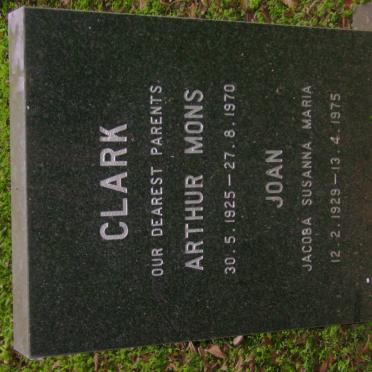 CLARK
OUR DEAREST PARENTS
ARTHUR MONS
30.5.1925—27.8.1970
JOAN
JACOBA SUSANNA MARIA
12.2.1929—13.4.1975